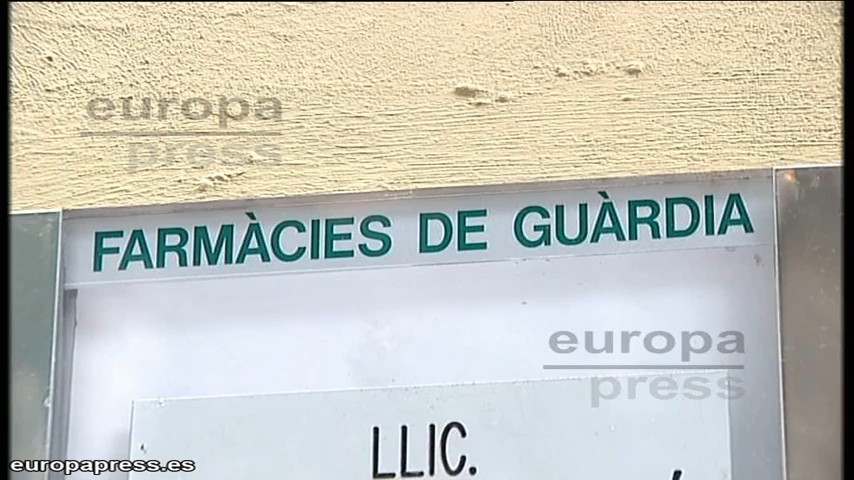 europa
press
FARMÀCIES DE GUÀRDIA
europa
press
LLIC.
europapress.es